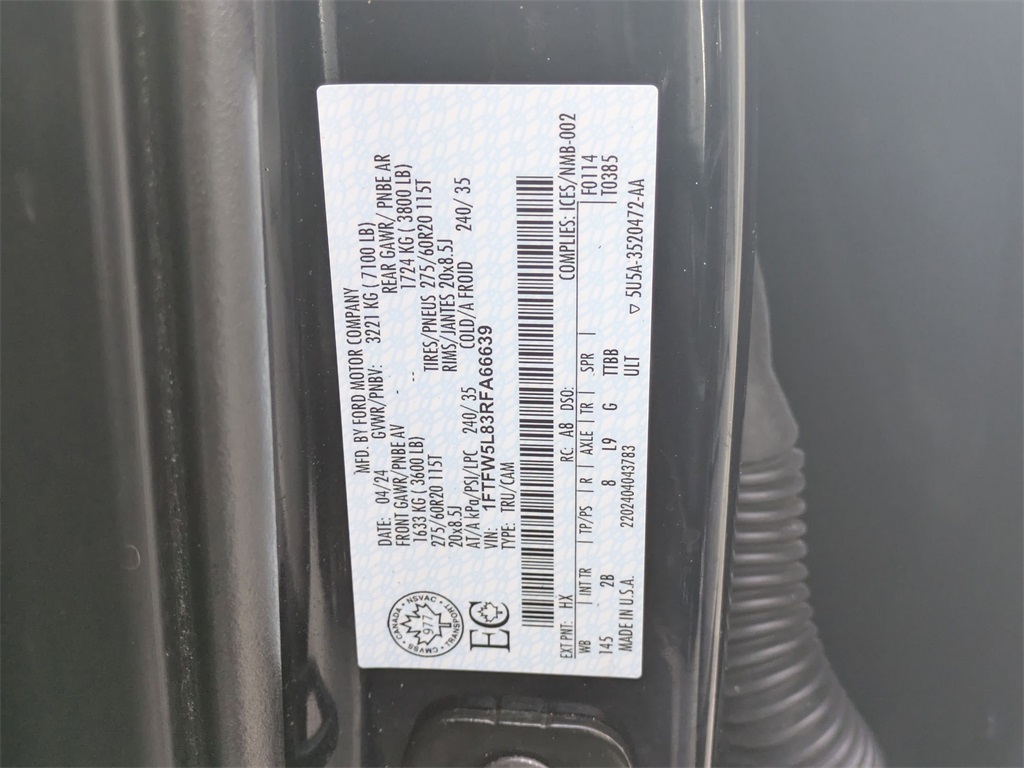 MFD. BY FORD MOTOR COMPANY
DATE: 04/24 GVWR/PNBV: 3221 KG (7100 LB)
FRONT GAWR/PNBE AV REAR GAWR/PNBE AR
1633 KG (3600 LB) 1724 KG (3800 LB)
275/60R20 115T TIRES/PNEUS 275/60R20 115T
20x8.5J RIMS/JANTES 20x8.5J
AT/A kPa/PSI/LPC 240/35 COLD/A FROID 240/35
VIN: 1FTFW5L83RFA66639
TYPE: TRU/CAM
CANADA • NSVAC • TRANSPORT • CMVSS •
977
EC
COMPLIES: ICES/NMB-002
EXT PNT: HX RC: A8 DSO: F0114
WB INT TR TP/PS R AXLE TR SPR T0385
145 2B 8 L9 G TTBB
ULT
MADE IN U.S.A. 2202404043783
▽ 5U5A-3520472-AA